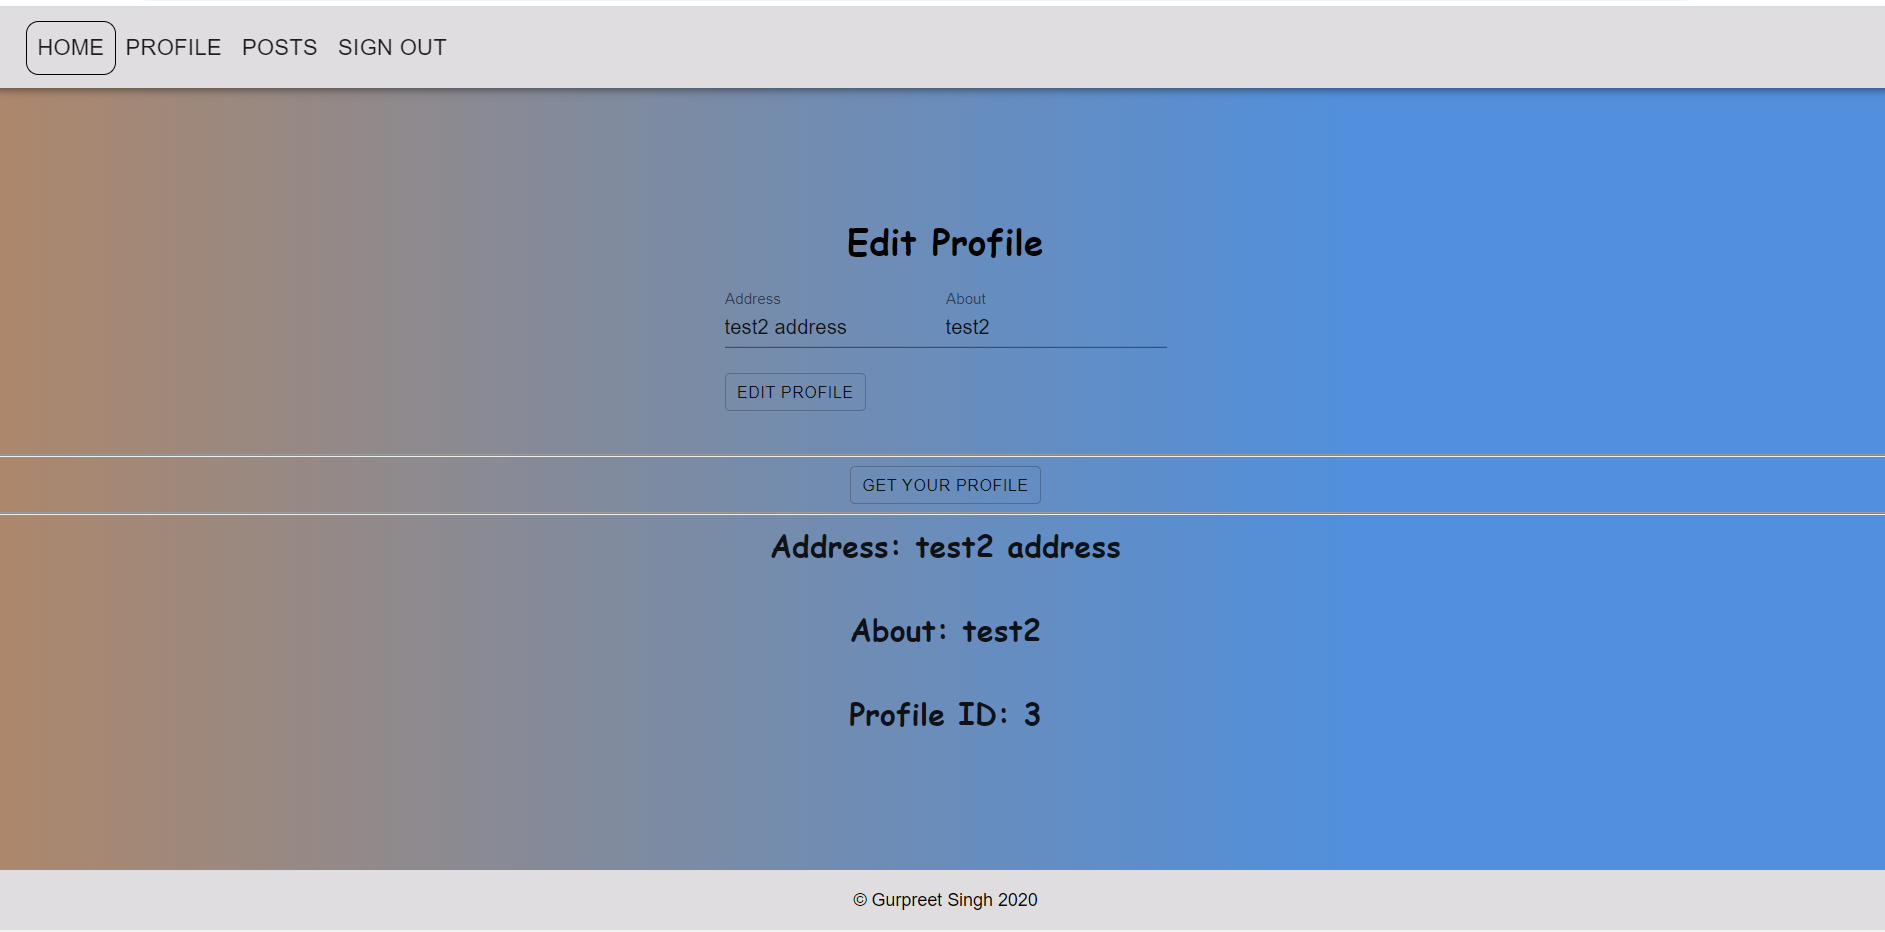 HOME PROFILE POSTS SIGN OUT
Edit Profile
Address About
test2 address test2
EDIT PROFILE
GET YOUR PROFILE
Address: test2 address
About: test2
Profile ID: 3
© Gurpreet Singh 2020